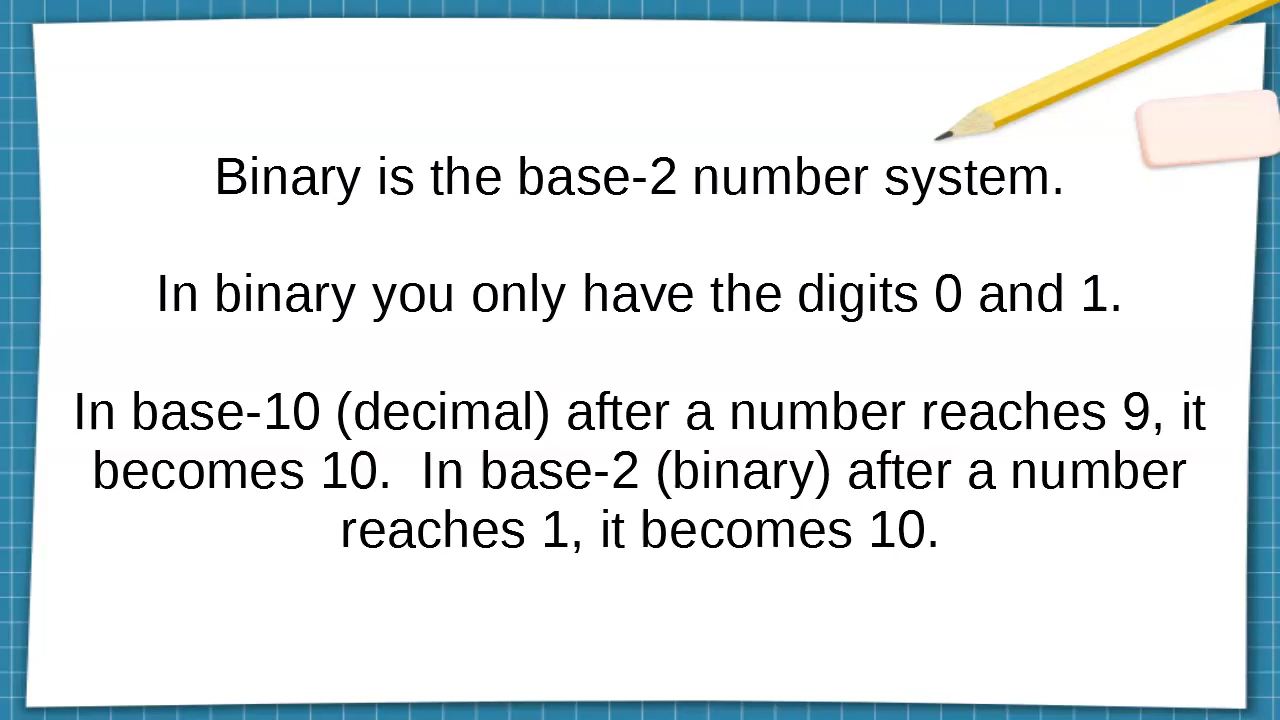 Binary is the base-2 number system.
In binary you only have the digits 0 and 1.
In base-10 (decimal) after a number reaches 9, it
becomes 10.  In base-2 (binary) after a number
reaches 1, it becomes 10.